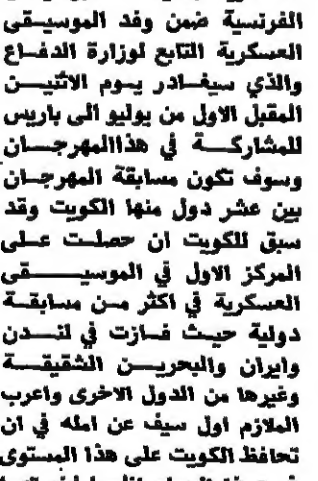 الفرنسية ضمن وفد الموسيقى
العسكرية التابع لوزارة الدفاع
والذي سيغادر يوم الاثنين
المقبل الاول من يوليو الى باريس
للمشاركة في هذاالمهرجان
وسوف تكون مسابقة المهرجان
بين عشر دول منها الكويت وقد
سبق للكويت ان حصلت على
المركز الاول في الموسيقى
العسكرية في اكثر من مسابقة
دولية حيث فازت في لندن
وايران والبحرين الشقيقة
وغيرها من الدول الاخرى واعرب
الملازم اول سيف عن امله في ان
تحافظ الكويت على هذا المستوى